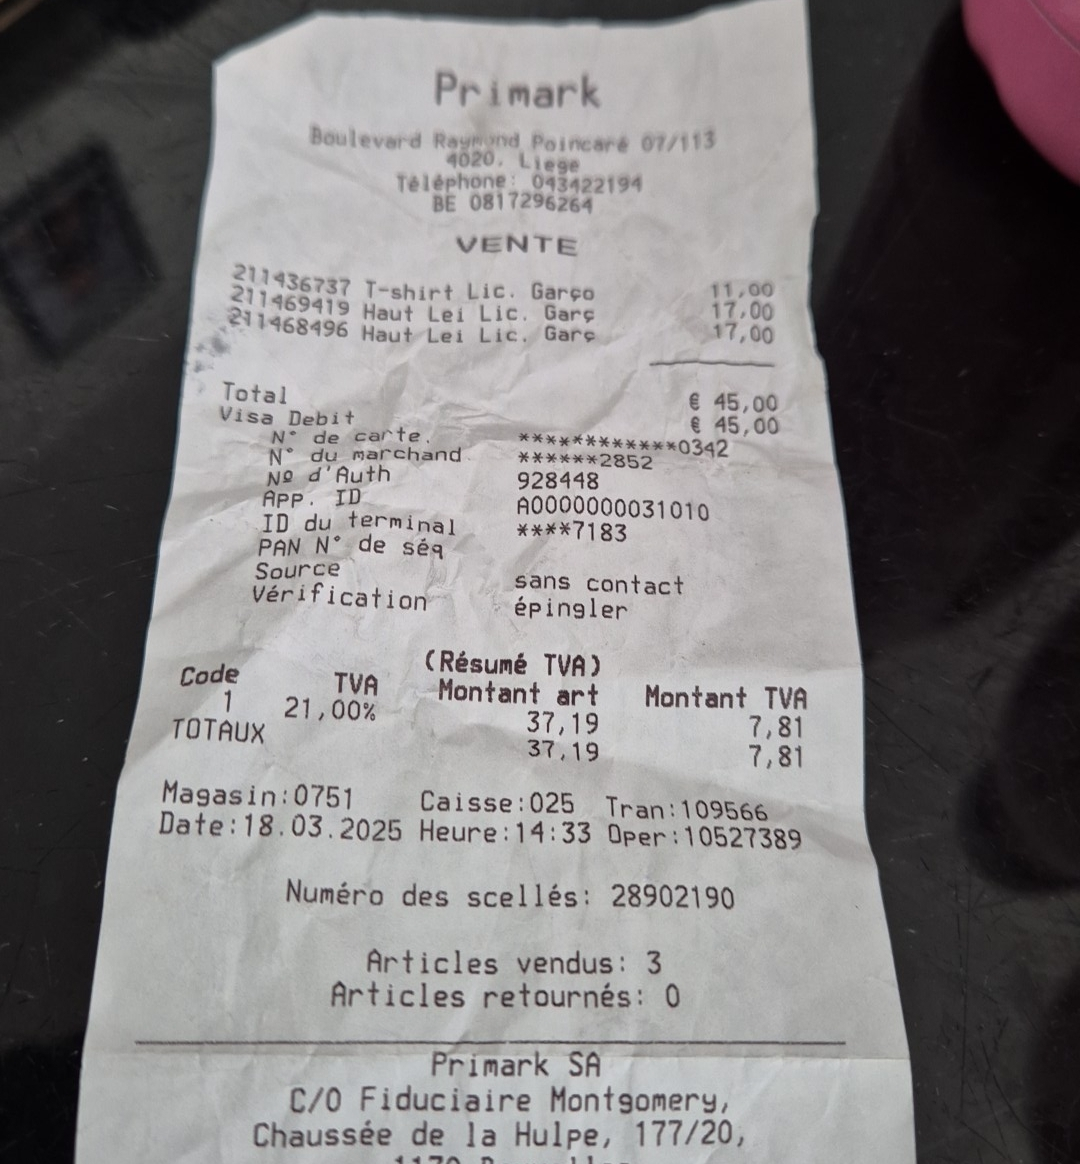 Primark
Boulevard Raymond Poincaré 07/113
4020, Liege
Téléphone: 043422194
BE 0817296264
VENTE
211436737 T-shirt Lic. Garço 11,00
211469419 Haut Lei Lic. Garç 17,00
211468496 Haut Lei Lic. Garç 17,00
Total € 45,00
Visa Debit € 45,00
N° de carte. ************0342
N° du marchand ******2852
Nº d'Auth 928448
App. ID A0000000031010
ID du terminal ****7183
PAN N° de séq
Source sans contact
Vérification épingler
(Résumé TVA)
Code TVA Montant art Montant TVA
1 21,00% 37,19 7,81
TOTAUX 37,19 7,81
Magasin:0751 Caisse:025 Tran:109566
Date:18.03.2025 Heure:14:33 Oper:10527389
Numéro des scellés: 28902190
Articles vendus: 3
Articles retournés: 0
Primark SA
C/O Fiduciaire Montgomery,
Chaussée de la Hulpe, 177/20,